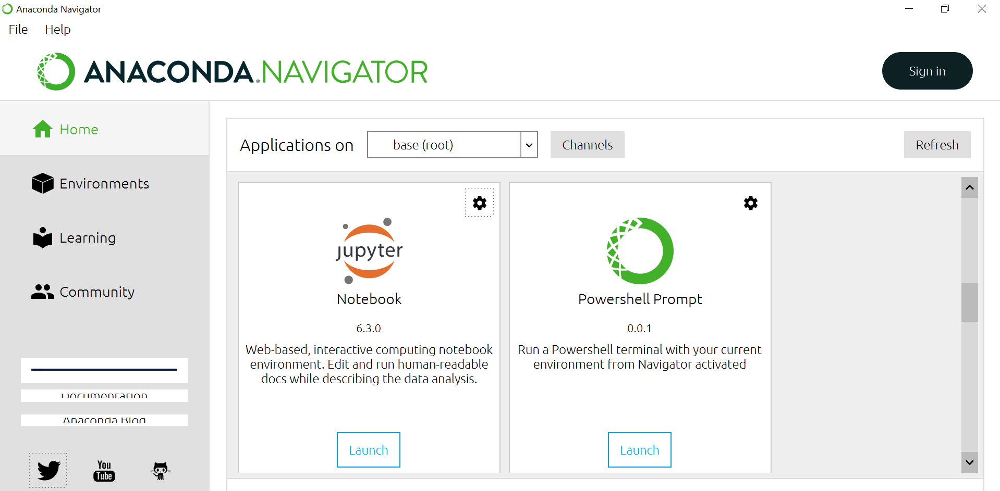 Anaconda Navigator
File Help
ANACONDA.NAVIGATOR
Sign in
Home
Applications on base (root) Channels Refresh
Environments
Learning
Community
jupyter
Notebook
6.3.0
Web-based, interactive computing notebook
environment. Edit and run human-readable
docs while describing the data analysis.
Launch
Powershell Prompt
0.0.1
Run a Powershell terminal with your current
environment from Navigator activated
Launch
Documentation
Anaconda Blog
You
Tube